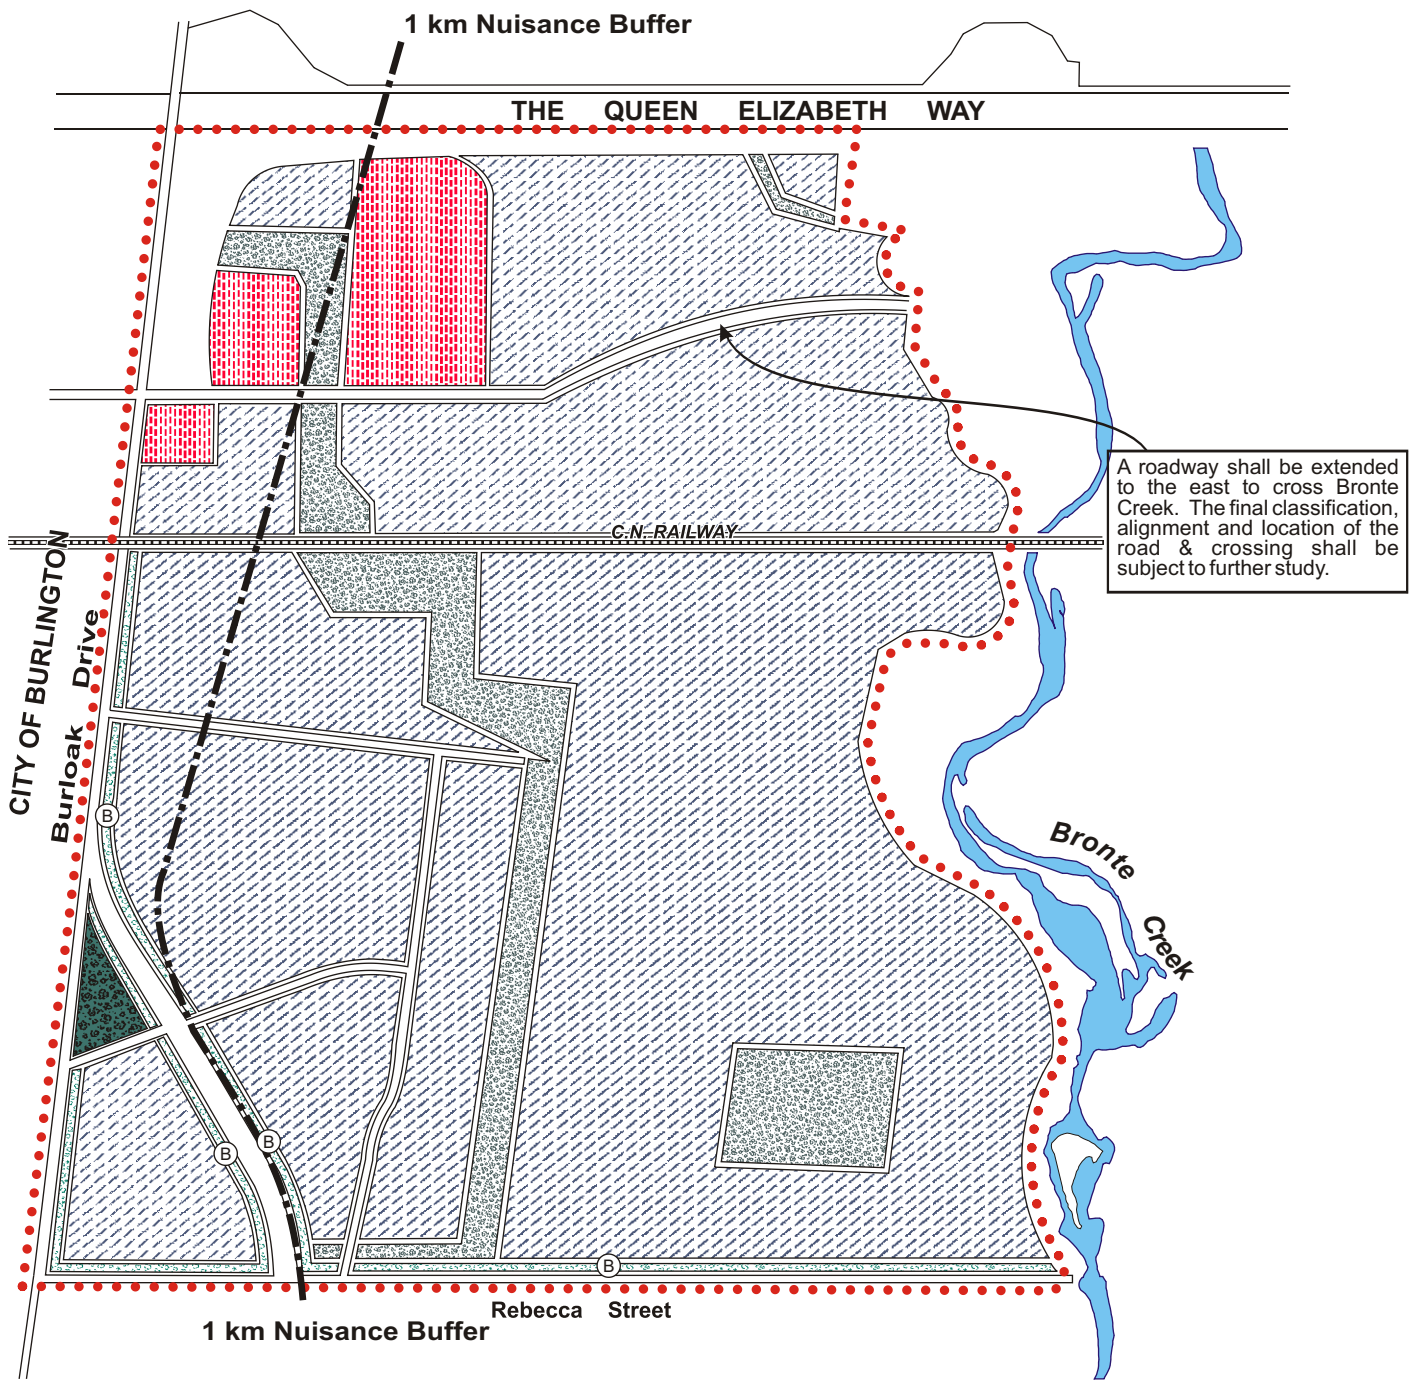 1 km Nuisance Buffer
THE QUEEN ELIZABETH WAY
A roadway shall be extended
to the east to cross Bronte
Creek. The final classification,
alignment and location of the
road & crossing shall be
subject to further study.
C.N. RAILWAY
CITY OF BURLINGTON
Burloak Drive
B
Bronte
Creek
B
B
B
Rebecca Street
1 km Nuisance Buffer